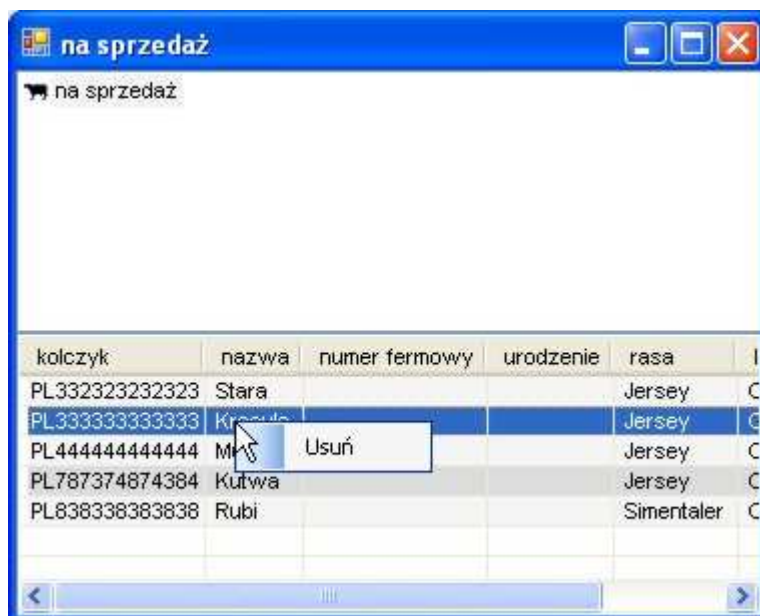 na sprzedaż
na sprzedaż
kolczyk nazwa numer fermowy urodzenie rasa
PL332323232323 Stara Jersey
PL333333333333 Jersey
PL444444444444 Jersey
Usuń
PL787374874384 Kutwa Jersey
PL838338383838 Rubi Simentaler